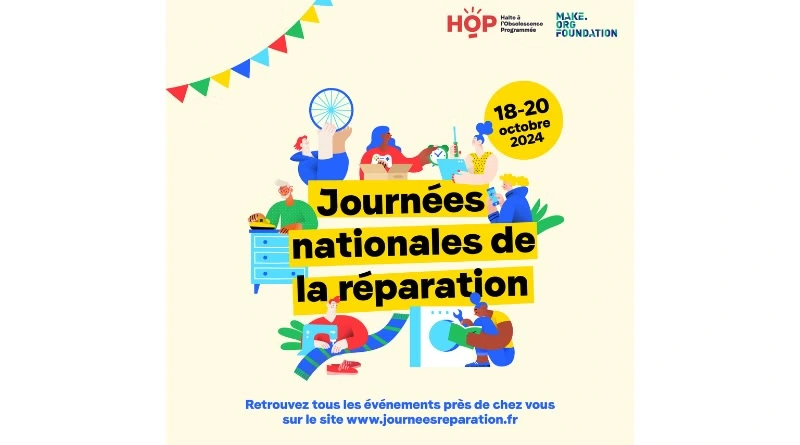 HOP
Halte à
l'Obsolescence
Programmée
MAKE.
ORG
FOUNDATION
18-20
octobre
2024
Journées
nationales de
la réparation
Retrouvez tous les événements près de chez vous
sur le site www.journeesreparation.fr